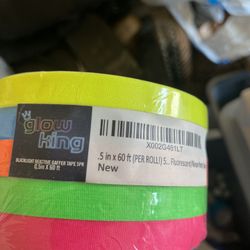 glow
king
BLACKLIGHT REACTIVE GAFFER TAPE 5PK
0.5in X 60 ft
X002G461LT
.5 in x 60 ft (PER ROLL!) 5... Fluorescent
New